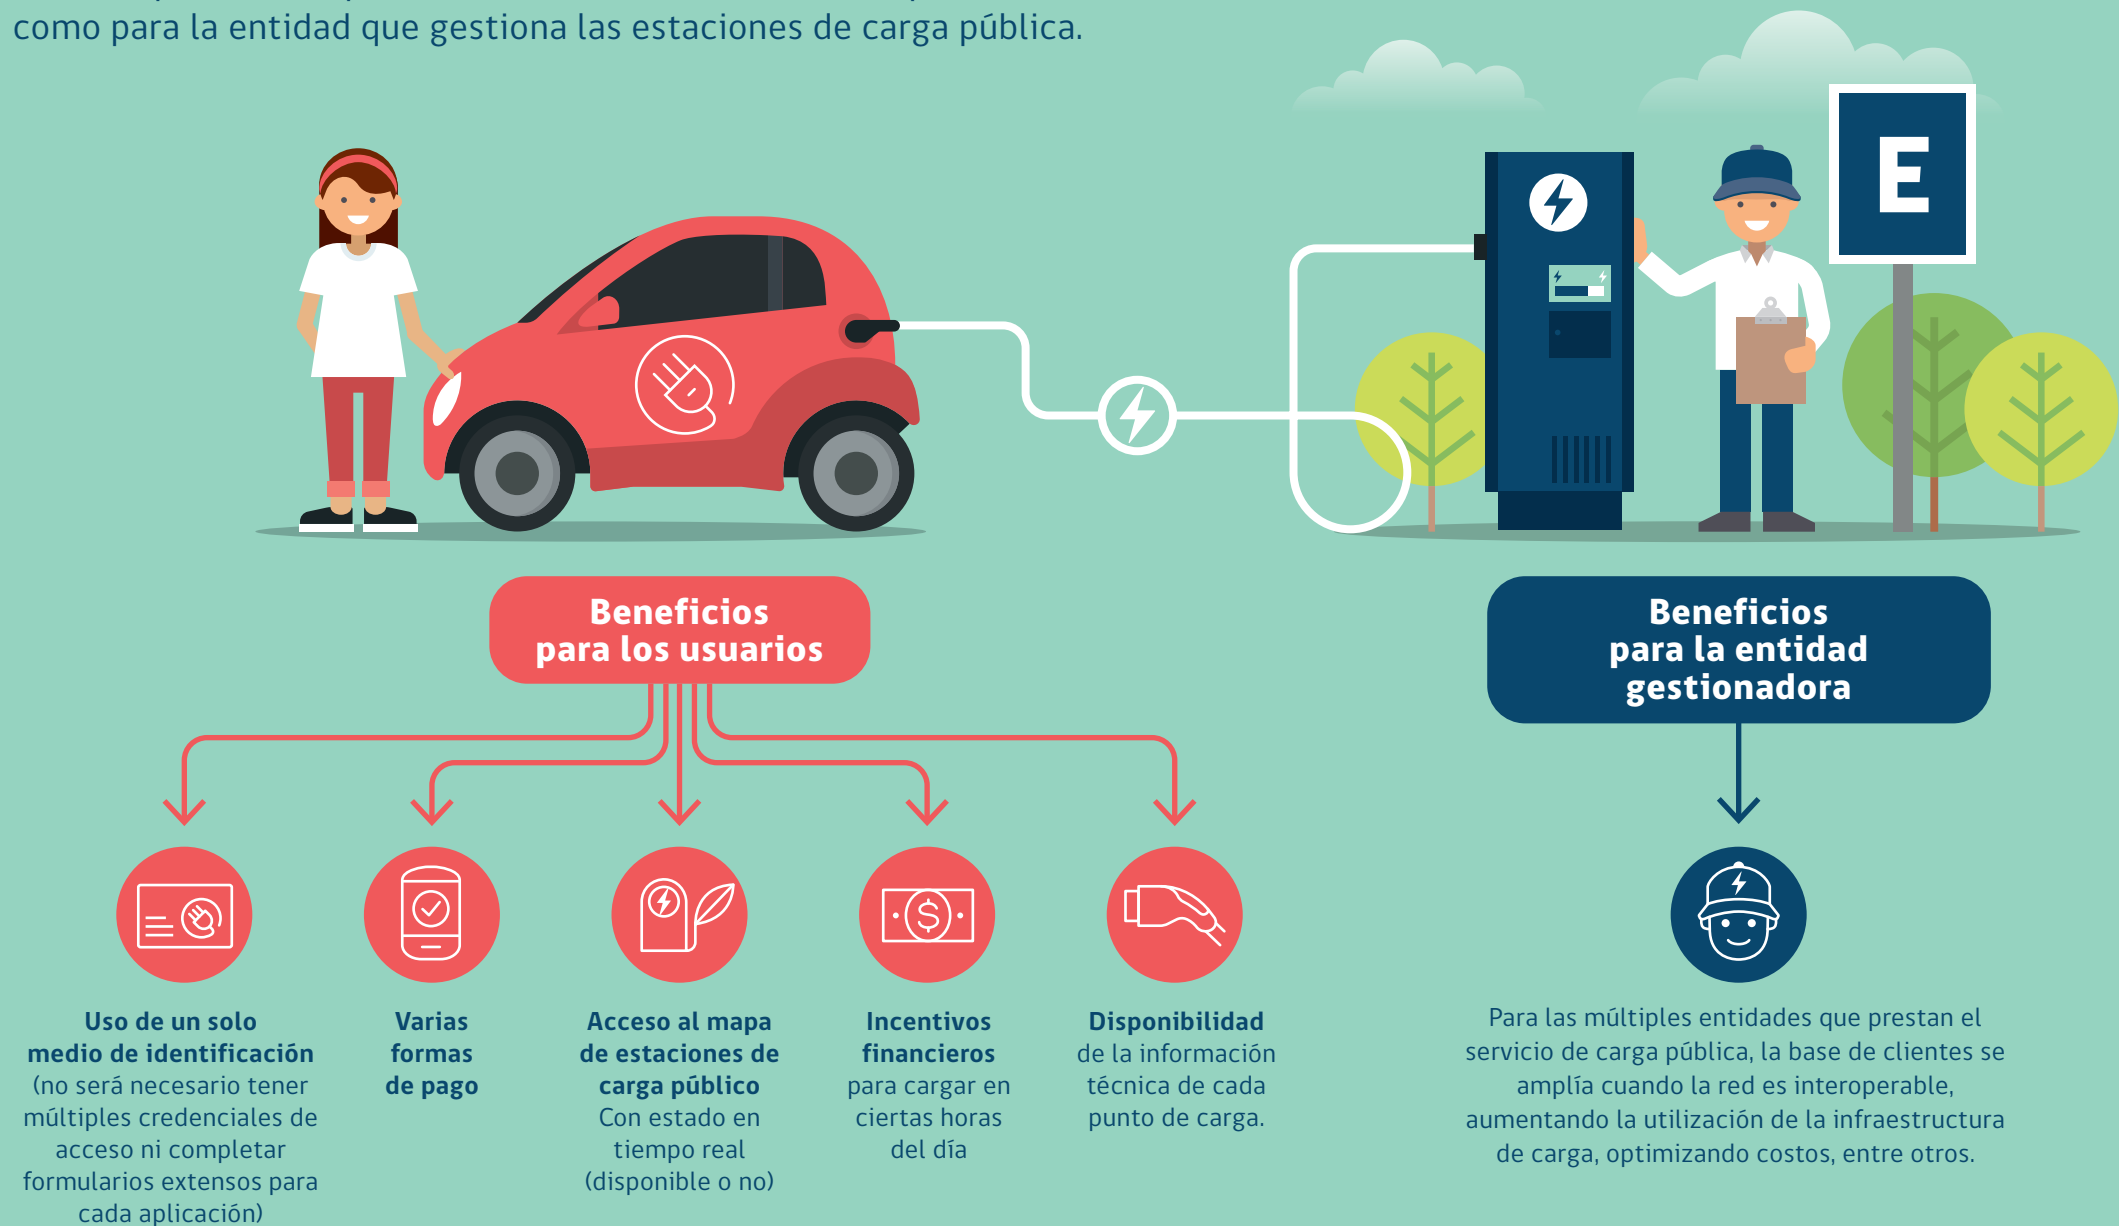 como para la entidad que gestiona las estaciones de carga pública.
E
Beneficios
para los usuarios
Beneficios
para la entidad
gestionadora
$
Uso de un solo
medio de identificación
(no será necesario tener
múltiples credenciales de
acceso ni completar
formularios extensos para
cada aplicación)
Varias
formas
de pago
Acceso al mapa
de estaciones de
carga público
Con estado en
tiempo real
(disponible o no)
Incentivos
financieros
para cargar en
ciertas horas
del día
Disponibilidad
de la información
técnica de cada
punto de carga.
Para las múltiples entidades que prestan el
servicio de carga pública, la base de clientes se
amplía cuando la red es interoperable,
aumentando la utilización de la infraestructura
de carga, optimizando costos, entre otros.